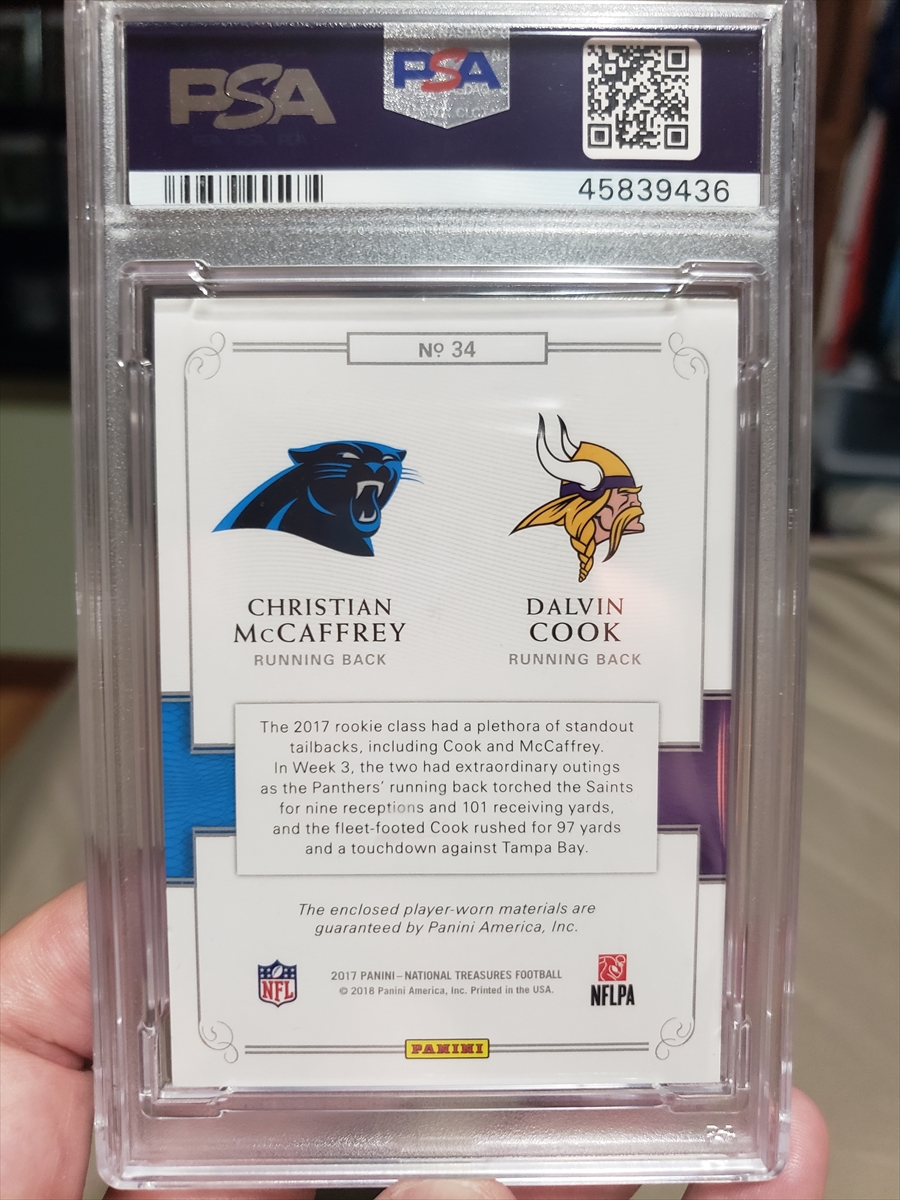 PSA
PSA
45839436
Nº 34
CHRISTIAN
McCAFFREY
RUNNING BACK
DALVIN
COOK
RUNNING BACK
The 2017 rookie class had a plethora of standout
tailbacks, including Cook and McCaffrey.
In Week 3, the two had extraordinary outings
as the Panthers' running back torched the Saints
for nine receptions and 101 receiving yards,
and the fleet-footed Cook rushed for 97 yards
and a touchdown against Tampa Bay.
The enclosed player-worn materials are
guaranteed by Panini America, Inc.
NFL
2017 PANINI–NATIONAL TREASURES FOOTBALL
© 2018 Panini America, Inc. Printed in the USA.
NFLPA
PANINI